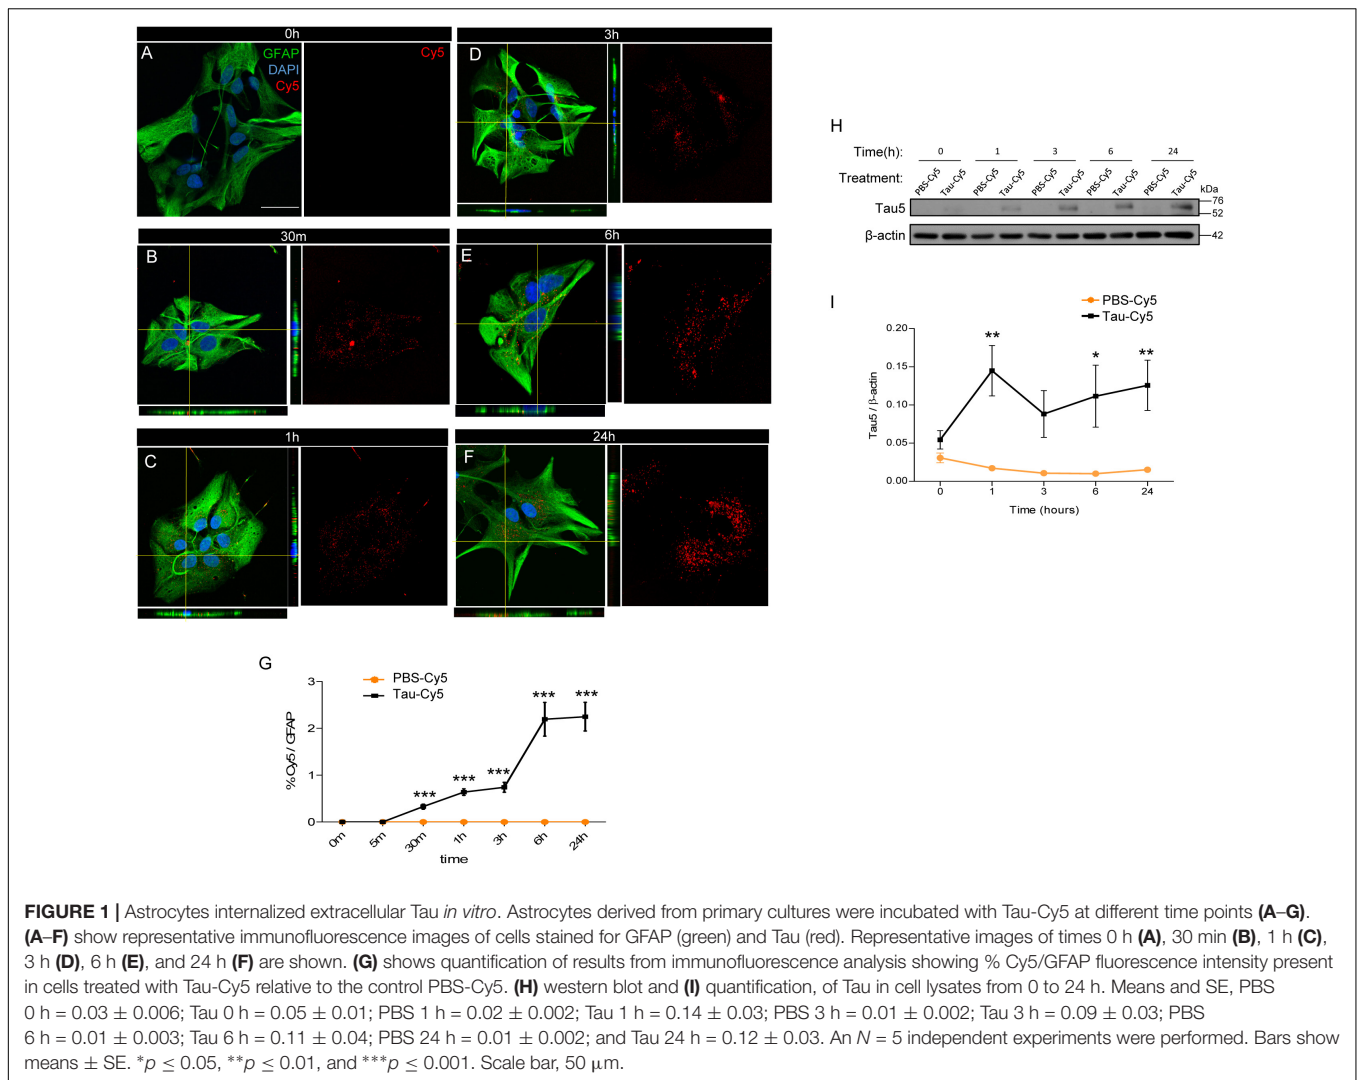 0h
A
GFAP
DAPI
Cy5
Cy5
3h
D
30m
B
6h
E
1h
C
24h
F
G
PBS-Cy5
Tau-Cy5
3
2
1
0
% Cy5 / GFAP
***
***
***
***
***
0m
5m
30m
1h
3h
6h
24h
time
H
Time(h):
0
1
3
6
24
Treatment:
PBS-Cy5
Tau-Cy5
PBS-Cy5
Tau-Cy5
PBS-Cy5
Tau-Cy5
PBS-Cy5
Tau-Cy5
PBS-Cy5
Tau-Cy5
kDa
Tau5
76
52
β-actin
42
I
PBS-Cy5
Tau-Cy5
0.20
0.15
0.10
0.05
0.00
Tau5 / β-actin
**
*
**
0
1
3
6
24
Time (hours)
FIGURE 1 | Astrocytes internalized extracellular Tau in vitro. Astrocytes derived from primary cultures were incubated with Tau-Cy5 at different time points (A–G).
(A–F) show representative immunofluorescence images of cells stained for GFAP (green) and Tau (red). Representative images of times 0 h (A), 30 min (B), 1 h (C),
3 h (D), 6 h (E), and 24 h (F) are shown. (G) shows quantification of results from immunofluorescence analysis showing % Cy5/GFAP fluorescence intensity present
in cells treated with Tau-Cy5 relative to the control PBS-Cy5. (H) western blot and (I) quantification, of Tau in cell lysates from 0 to 24 h. Means and SE, PBS
0 h = 0.03 ± 0.006; Tau 0 h = 0.05 ± 0.01; PBS 1 h = 0.02 ± 0.002; Tau 1 h = 0.14 ± 0.03; PBS 3 h = 0.01 ± 0.002; Tau 3 h = 0.09 ± 0.03; PBS
6 h = 0.01 ± 0.003; Tau 6 h = 0.11 ± 0.04; PBS 24 h = 0.01 ± 0.002; and Tau 24 h = 0.12 ± 0.03. An N = 5 independent experiments were performed. Bars show
means ± SE. *p ≤ 0.05, **p ≤ 0.01, and ***p ≤ 0.001. Scale bar, 50 μm.